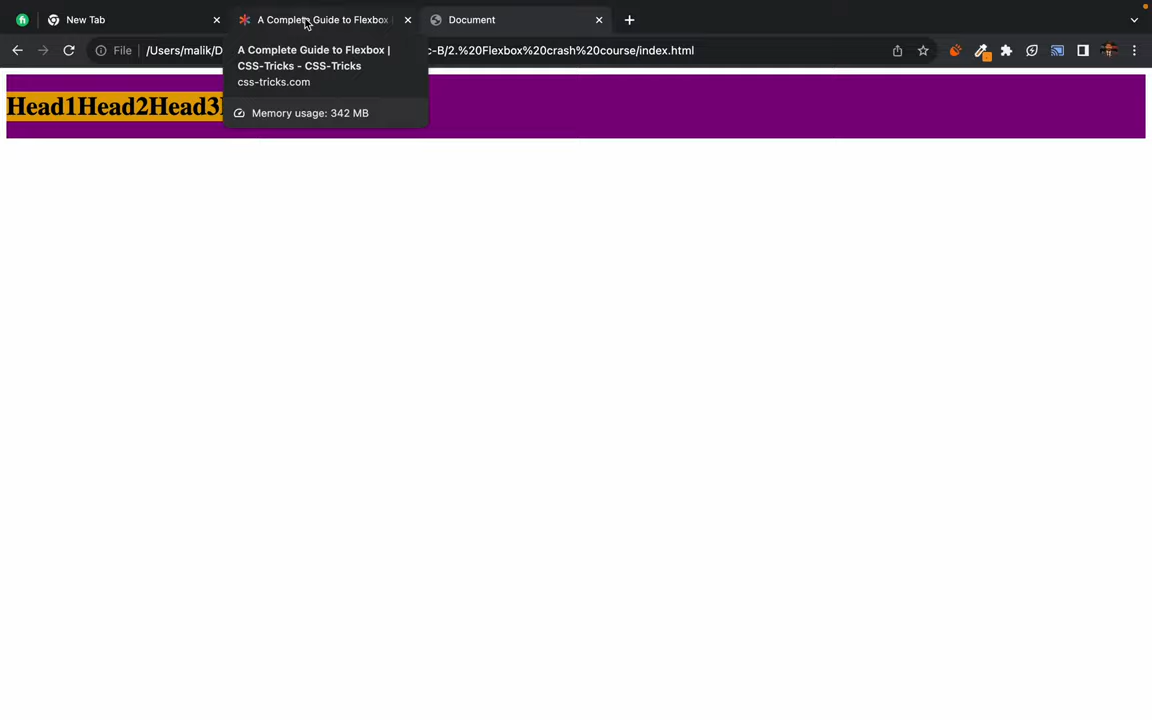 fi New Tab A Complete Guide to Flexbox | Document
File /Users/malik/D c-B/2.%20Flexbox%20crash%20course/index.html
A Complete Guide to Flexbox |
CSS-Tricks - CSS-Tricks
css-tricks.com
Head1Head2Head3
Memory usage: 342 MB